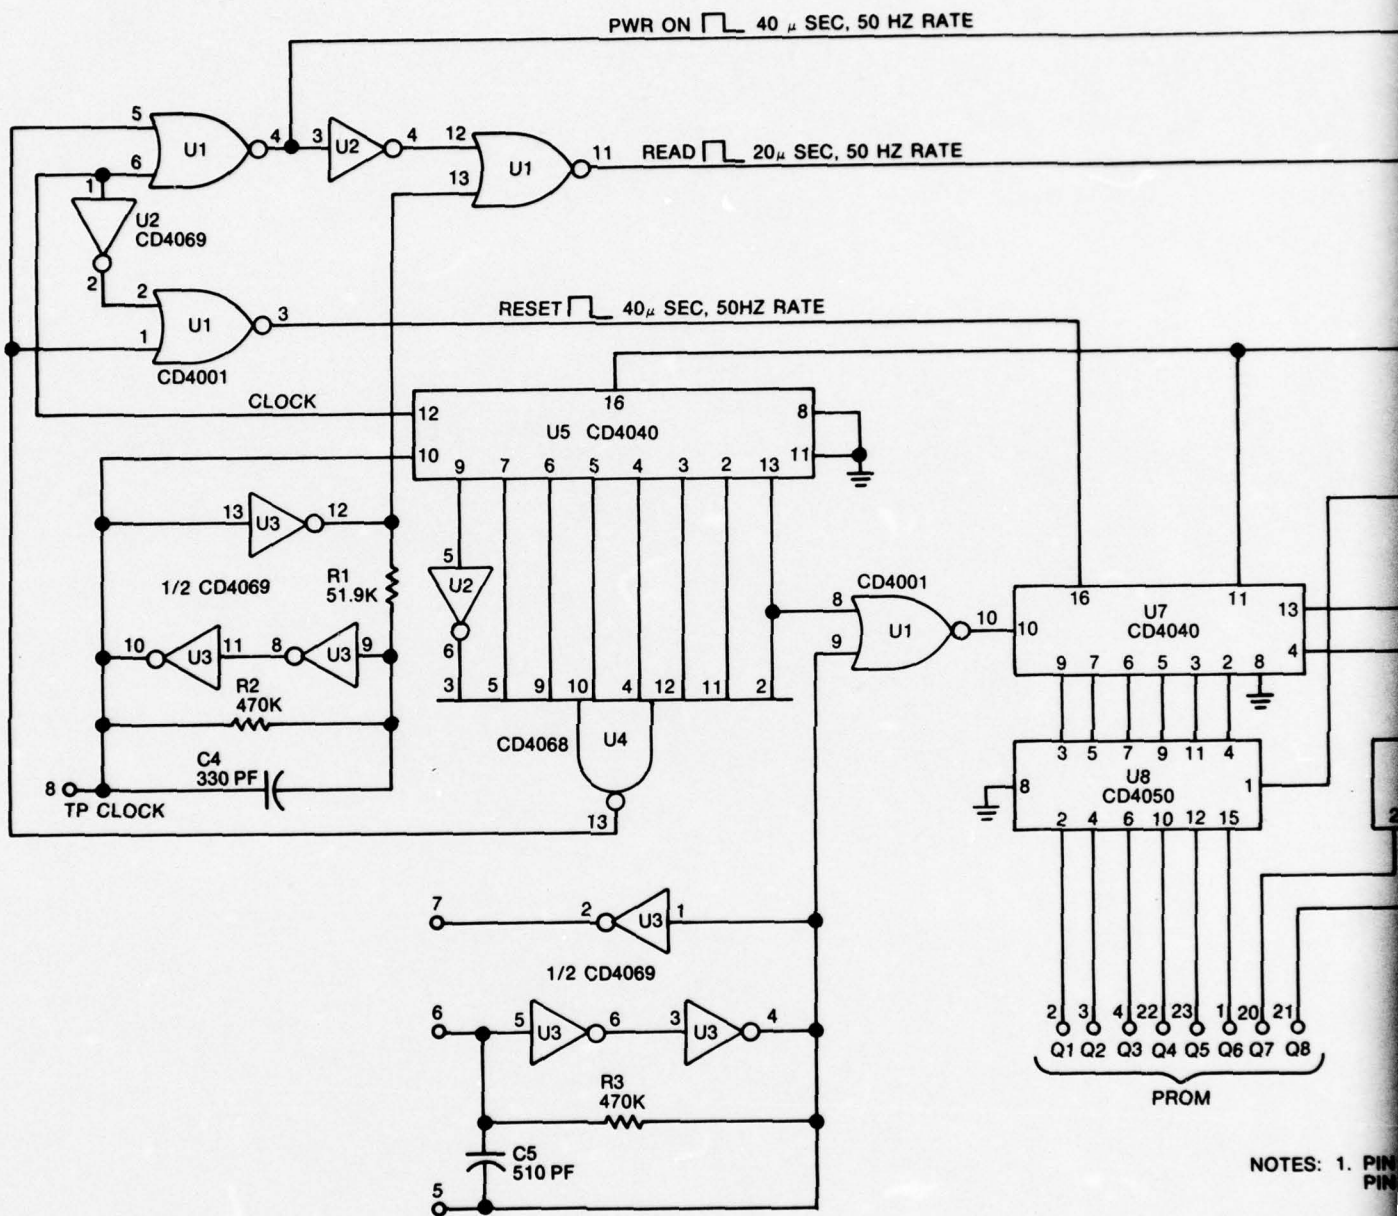 PWR ON 40 μ SEC, 50 HZ RATE
5
U1
4
3
U2
4
12
U1
11
READ 20μ SEC, 50 HZ RATE
6
13
1
U2
CD4069
2
2
U1
3
RESET 40μ SEC, 50HZ RATE
1
CD4001
CLOCK
12
16
8
U5 CD4040
10
11
9 7 6 5 4 3 2 13
13
U3
12
1/2 CD4069
R1
51.9K
5
U2
6
CD4001
8
U1
10
9
10
16
11
13
U7
CD4040
4
9 7 6 5 3 2 8
10
U3
11
8
U3
9
R2
470K
3 5 9 10 4 12 11 2
CD4068
U4
13
C4
330 PF
8
TP CLOCK
3 5 7 9 11 4
U8
CD4050
8
1
2 4 6 10 12 15
2
7
2
U3
1
1/2 CD4069
6
5
U3
6
3
U3
4
R3
470K
C5
510 PF
5
2 3 4 22 23 1 20 21
Q1 Q2 Q3 Q4 Q5 Q6 Q7 Q8
PROM
NOTES: 1. PIN
PIN